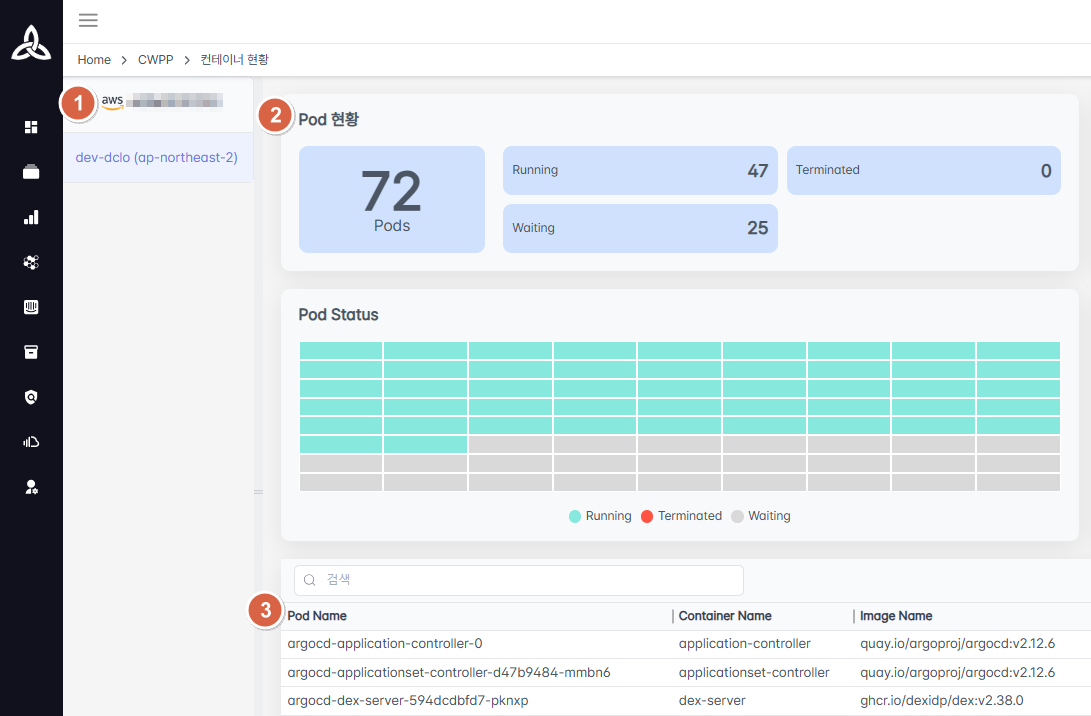 Home > CWPP > 컨테이너 현황
1
aws
dev-dclo (ap-northeast-2)
2
Pod 현황
72
Pods
Running 47
Terminated 0
Waiting 25
Pod Status
Running Terminated Waiting
검색
3
Pod Name Container Name Image Name
argocd-application-controller-0 application-controller quay.io/argoproj/argocd:v2.12.6
argocd-applicationset-controller-d47b9484-mmbn6 applicationset-controller quay.io/argoproj/argocd:v2.12.6
argocd-dex-server-594dcdbfd7-pknxp dex-server ghcr.io/dexidp/dex:v2.38.0